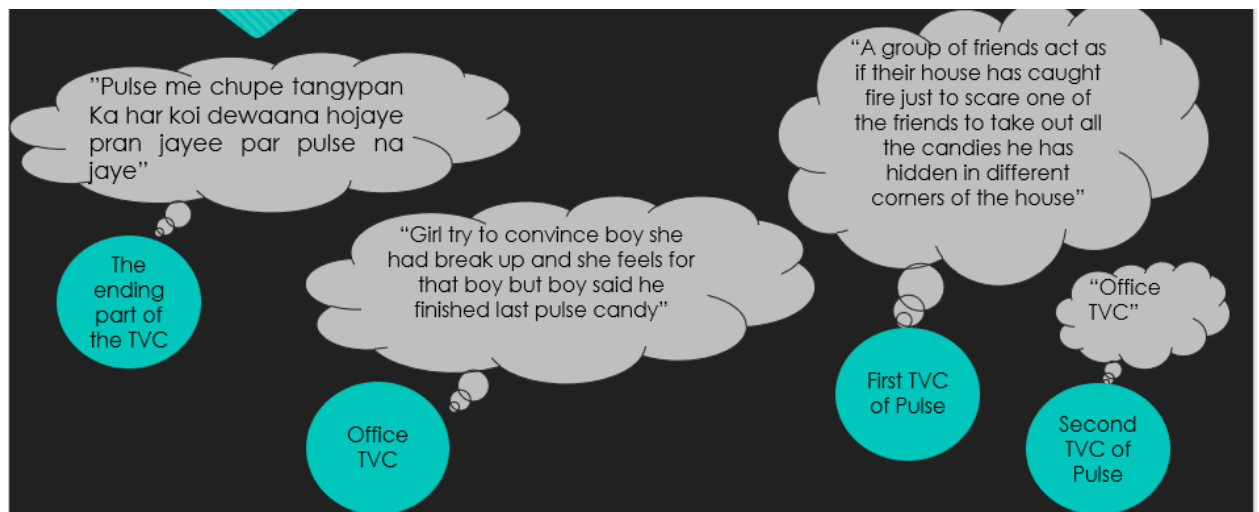 ”Pulse me chupe tangypan
Ka har koi dewaana hojaye
pran jayee par pulse na
jaye”
The
ending
part of
the TVC
“Girl try to convince boy she
had break up and she feels for
that boy but boy said he
finished last pulse candy”
Office
TVC
“A group of friends act as
if their house has caught
fire just to scare one of
the friends to take out all
the candies he has
hidden in different
corners of the house”
First TVC
of Pulse
“Office
TVC”
Second
TVC of
Pulse